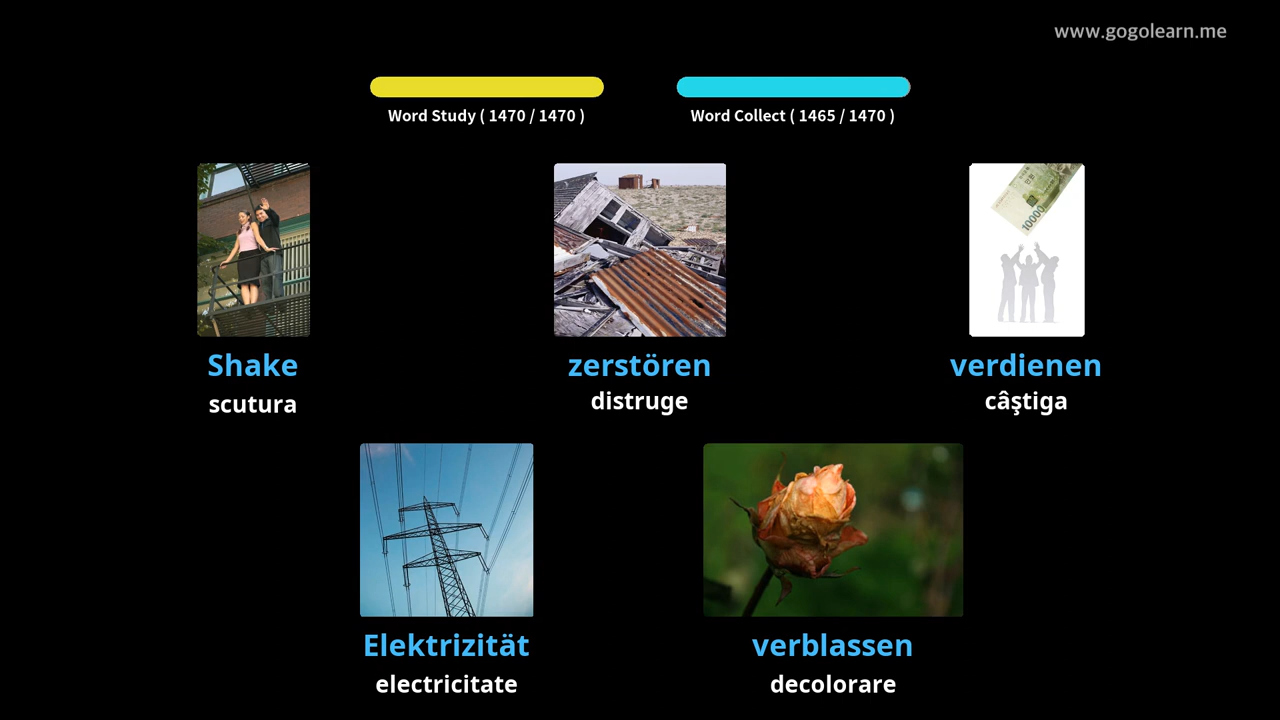 www.gogolearn.me
Word Study ( 1470 / 1470 )
Word Collect ( 1465 / 1470 )
10000
Shake
scutura
zerstören
distruge
verdienen
câştiga
Elektrizität
electricitate
verblassen
decolorare